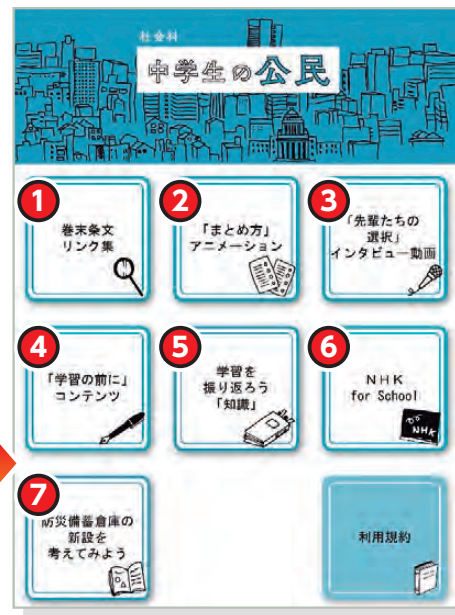 社会科
中学生の公民
1
巻末条文
リンク集
2
「まとめ方」
アニメーション
3
「先輩たちの
選択」
インタビュー動画
4
「学習の前に」
コンテンツ
5
学習を
振り返ろう
「知識」
6
NHK
for School
NHK
7
防災備蓄倉庫の
新設を
考えてみよう
利用規約